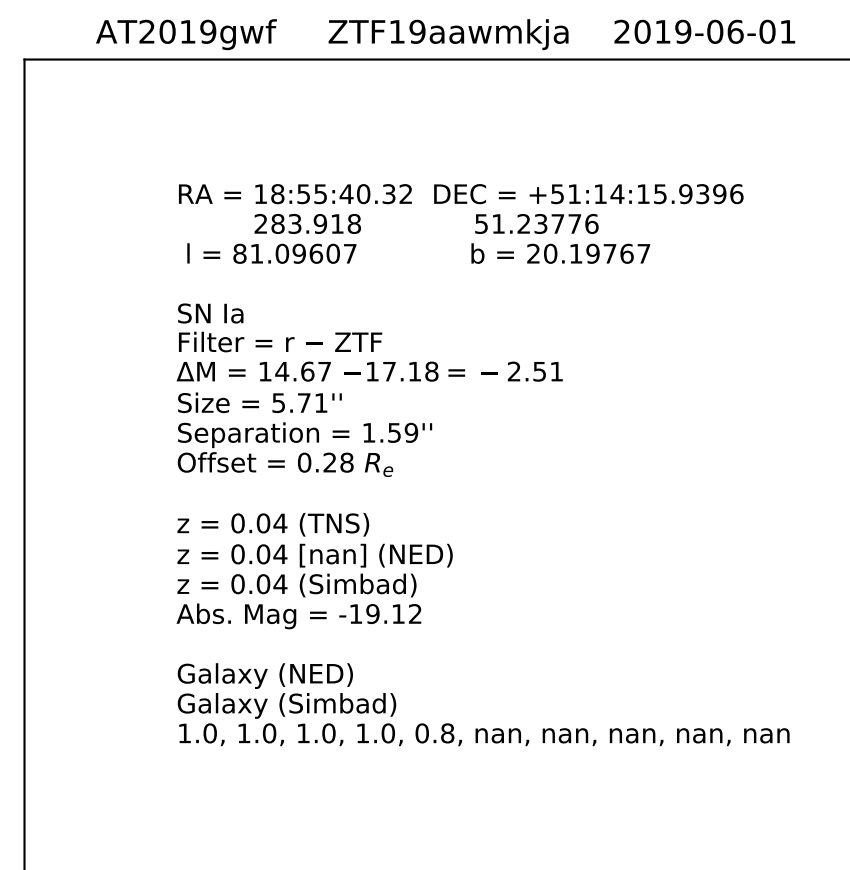 AT2019gwf ZTF19aawmkja 2019-06-01
RA = 18:55:40.32 DEC = +51:14:15.9396
283.918 51.23776
l = 81.09607 b = 20.19767
SN Ia
Filter = r − ZTF
ΔM = 14.67 −17.18 = − 2.51
Size = 5.71''
Separation = 1.59''
Offset = 0.28 Rₑ
z = 0.04 (TNS)
z = 0.04 [nan] (NED)
z = 0.04 (Simbad)
Abs. Mag = -19.12
Galaxy (NED)
Galaxy (Simbad)
1.0, 1.0, 1.0, 1.0, 0.8, nan, nan, nan, nan, nan